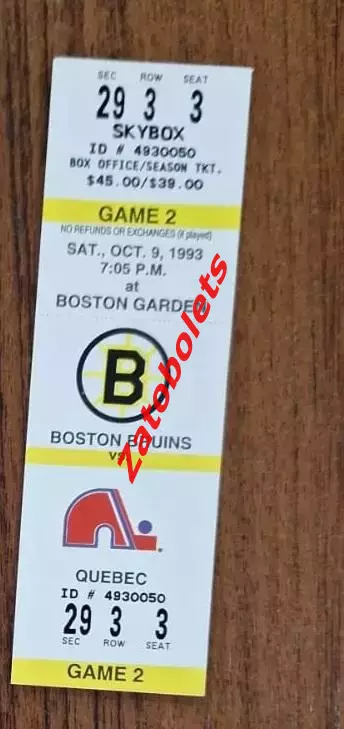 SEC ROW SEAT
29 3 3
SKYBOX
ID # 4930050
BOX OFFICE/SEASON TKT.
$45.00/$39.00
GAME 2
NO REFUNDS OR EXCHANGES (if played)
SAT., OCT. 9, 1993
7:05 P.M.
at
BOSTON GARDEN
B
BOSTON BRUINS
vs
Zatobolets
QUEBEC
ID # 4930050
29 3 3
SEC ROW SEAT
GAME 2